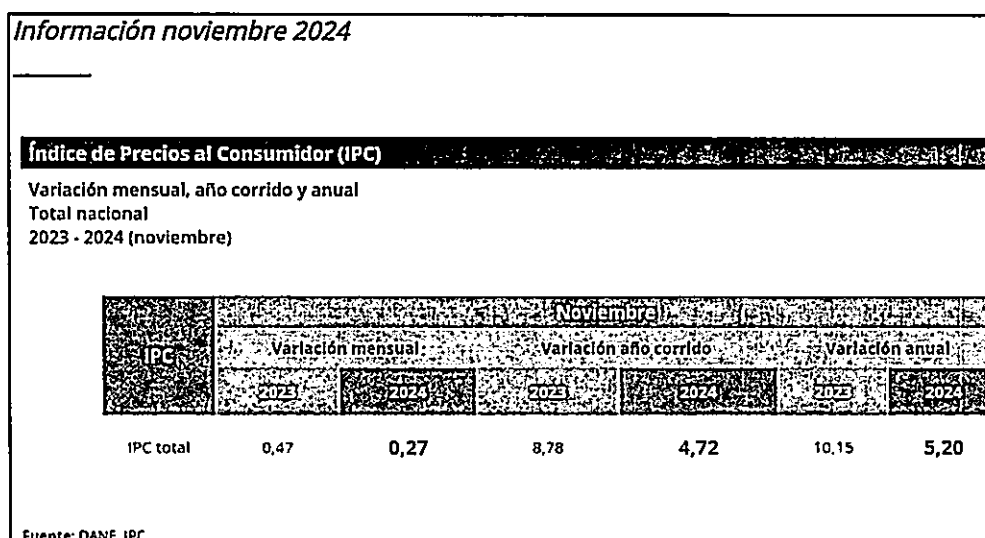 Información noviembre 2024
Índice de Precios al Consumidor (IPC)
Variación mensual, año corrido y anual
Total nacional
2023 - 2024 (noviembre)
IPC
Noviembre
Variación mensual
Variación año corrido
Variación anual
2023
2024
2023
2024
2023
2024
IPC total
0,47
0,27
8,78
4,72
10,15
5,20
Fuente: DANE, IPC